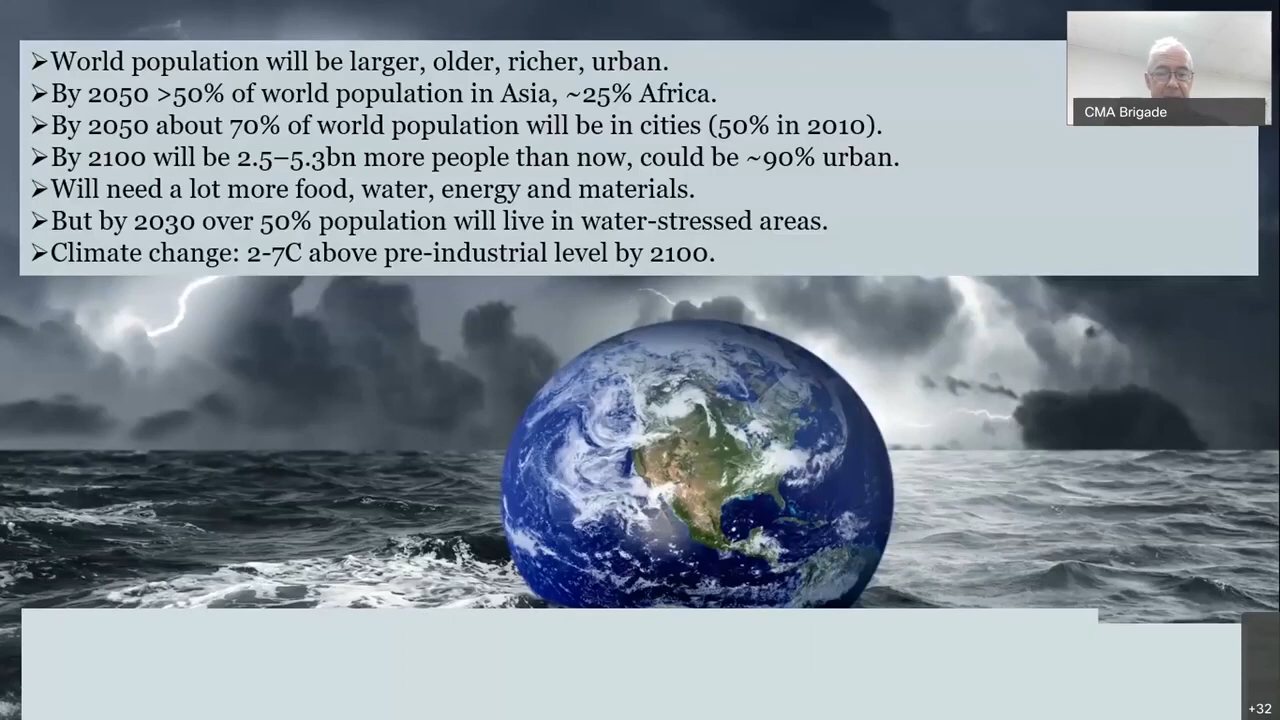 ➢World population will be larger, older, richer, urban.
➢By 2050 >50% of world population in Asia, ~25% Africa.
➢By 2050 about 70% of world population will be in cities (50% in 2010).
➢By 2100 will be 2.5–5.3bn more people than now, could be ~90% urban.
➢Will need a lot more food, water, energy and materials.
➢But by 2030 over 50% population will live in water-stressed areas.
➢Climate change: 2-7C above pre-industrial level by 2100.
CMA Brigade
+32